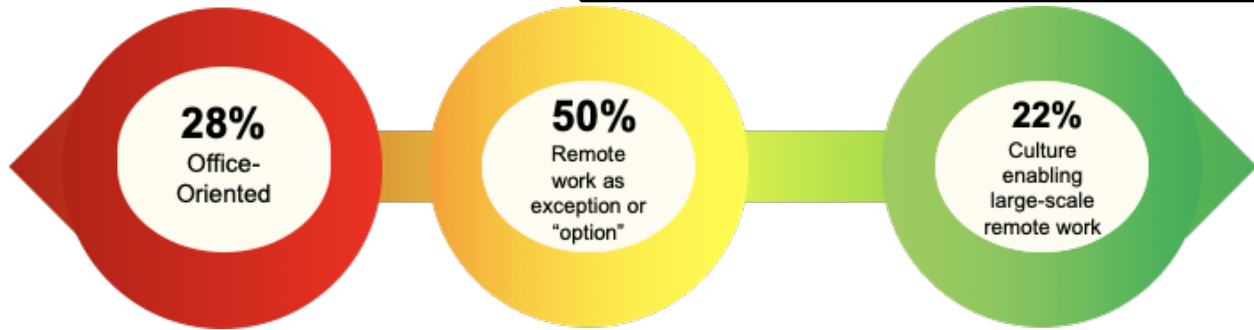 28%
Office-
Oriented
50%
Remote
work as
exception or
“option”
22%
Culture
enabling
large-scale
remote work